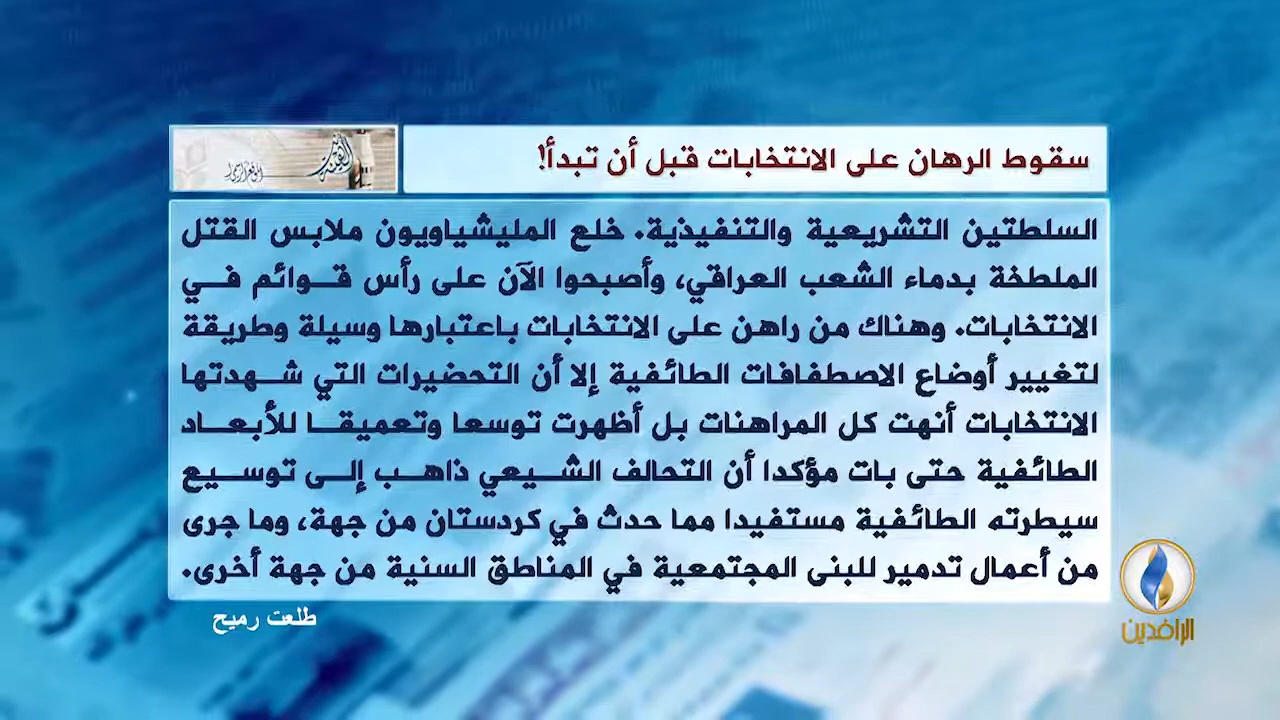 سقوط الرهان على الانتخابات قبل أن تبدأ!
السلطتين التشريعية والتنفيذية. خلع المليشياويون ملابس القتل
الملطخة بدماء الشعب العراقي، وأصبحوا الآن على رأس قوائم في
الانتخابات. وهناك من راهن على الانتخابات باعتبارها وسيلة وطريقة
لتغيير أوضاع الاصطفافات الطائفية إلا أن التحضيرات التي شهدتها
الانتخابات أنهت كل المراهنات بل أظهرت توسعا وتعميقا للأبعاد
الطائفية حتى بات مؤكدا أن التحالف الشيعي ذاهب إلى توسيع
سيطرته الطائفية مستفيدا مما حدث في كردستان من جهة، وما جرى
من أعمال تدمير للبنى المجتمعية في المناطق السنية من جهة أخرى.
طلعت رميح
الرافدين